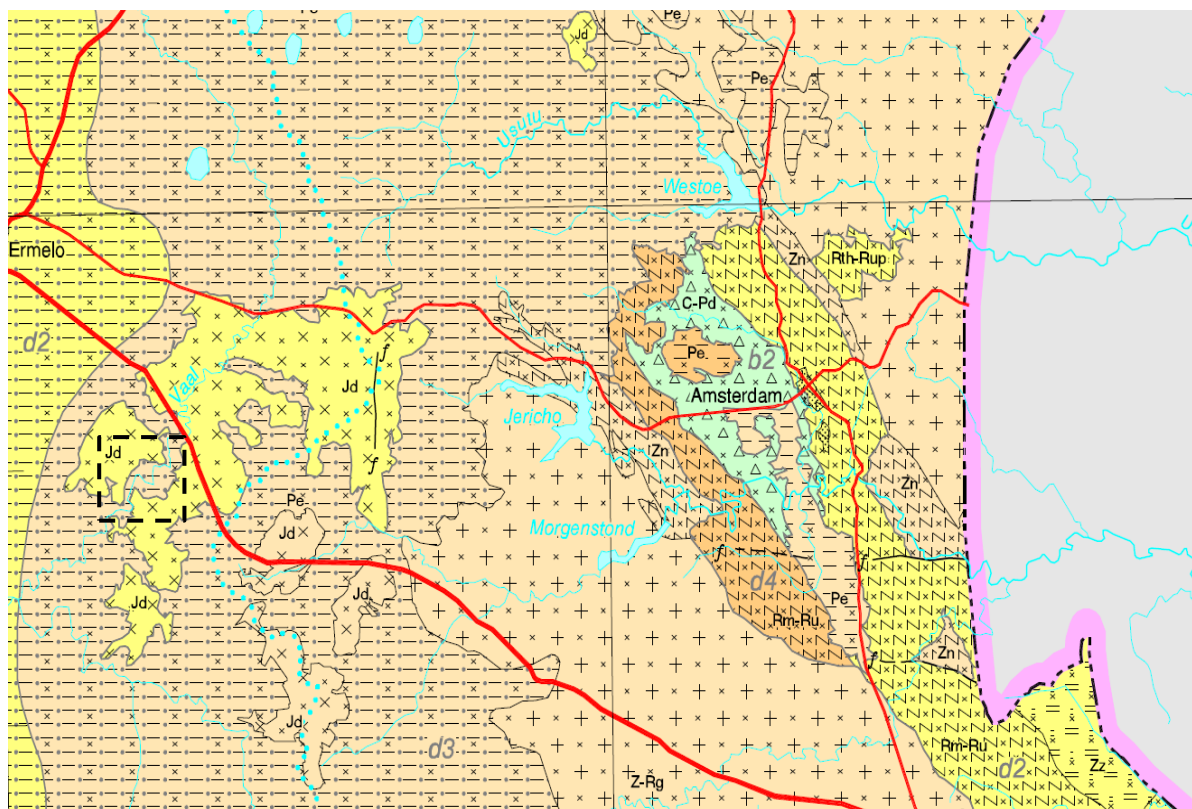 Pe
Jd
Pe
Pe
Usutu
Westoe
Ermelo
Zn
Rth-Rup
C-Pd
d2
f
Jd
Pe.
b2
Vaal
Amsterdam
Jericho
Jd
f
Zn
Zn
Pe
Jd
Morgenstond
f
f
d4
Jd
Jd
Pe
Rm-Ru
Zn
f
Jd
d3
Rm-Ru
d2
Zz
Z-Rg